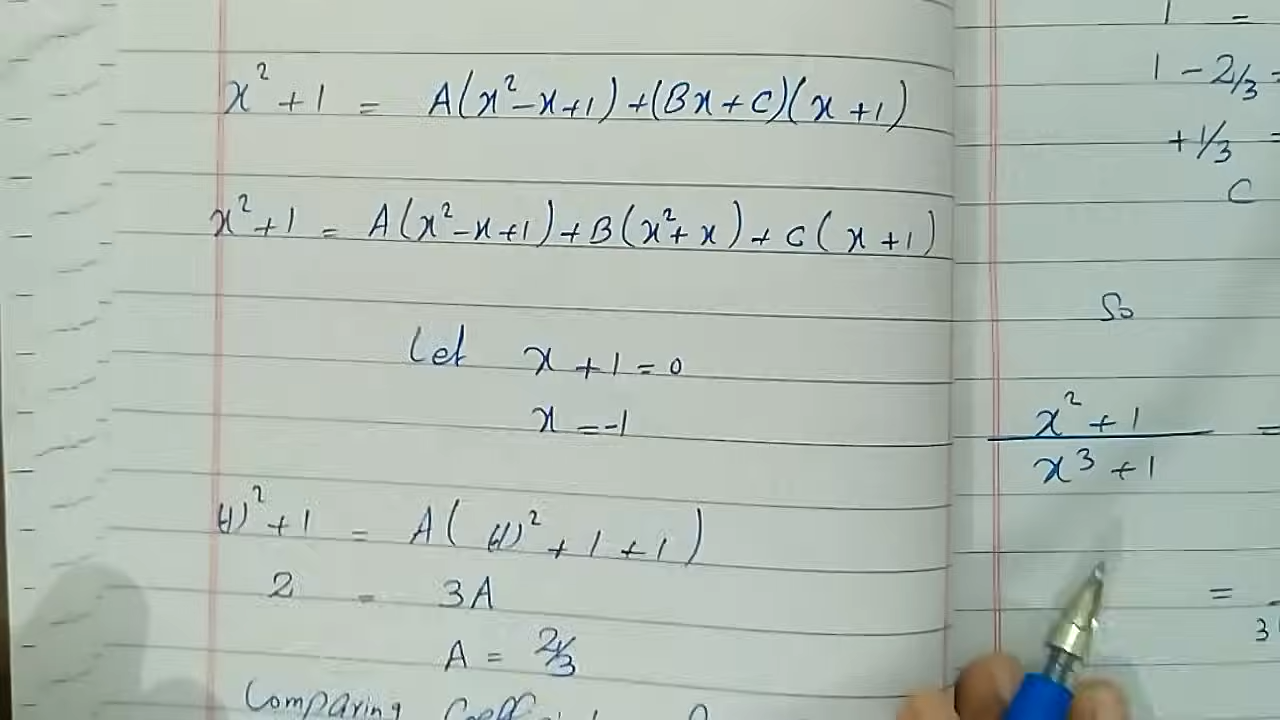 x² + 1 = A(x² - x + 1) + (Bx + C)(x + 1)
x² + 1 = A(x² - x + 1) + B(x² + x) + C(x + 1)
Let x + 1 = 0
x = -1
(-1)² + 1 = A((-1)² + 1 + 1)
2 = 3A
A = 2/3
Comparing
1 =
1 - 2/3 =
+1/3 =
C
So
x² + 1 =
x³ + 1
=
3